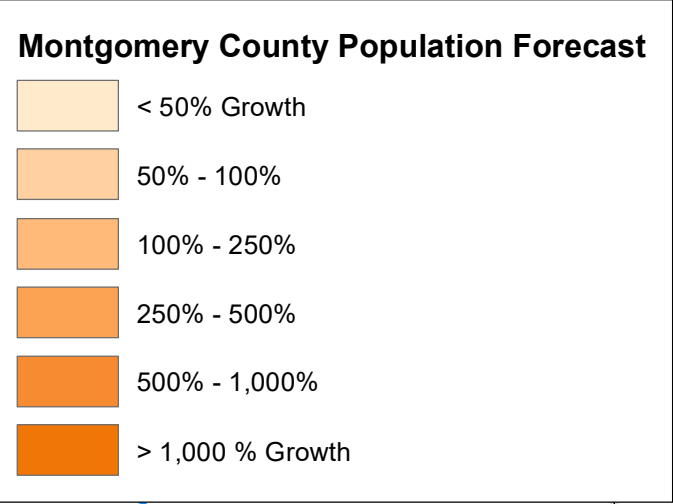 Montgomery County Population Forecast
< 50% Growth
50% - 100%
100% - 250%
250% - 500%
500% - 1,000%
> 1,000 % Growth